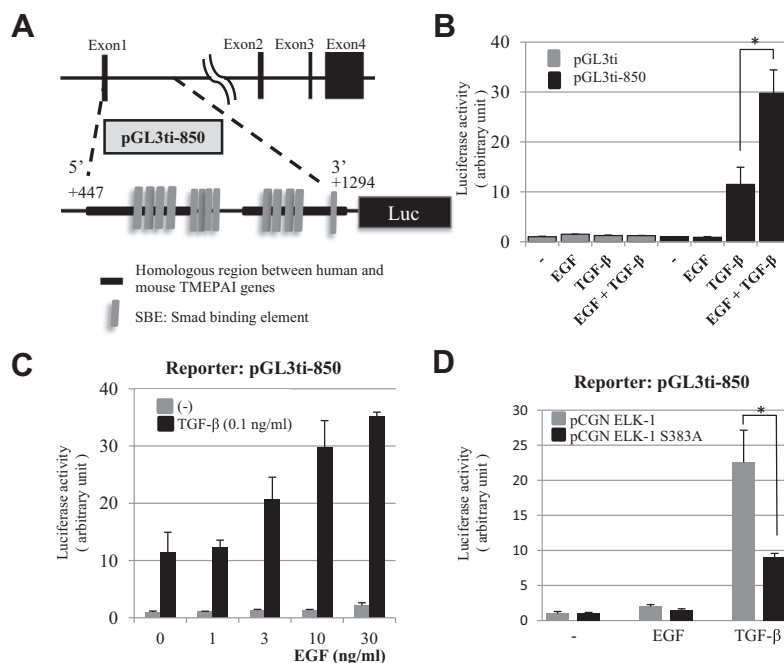 A
Exon1
Exon2
Exon3
Exon4
pGL3ti-850
5’
+447
3’
+1294
Luc
Homologous region between human and
mouse TMEPAI genes
SBE: Smad binding element
B
Luciferase activity
( arbitrary unit )
40
30
20
10
0
pGL3ti
pGL3ti-850
*
-
EGF
TGF-β
EGF + TGF-β
-
EGF
TGF-β
EGF + TGF-β
C
Reporter: pGL3ti-850
Luciferase activity
( arbitrary unit )
40
30
20
10
0
(-)
TGF-β (0.1 ng/ml)
0
1
3
10
30
EGF (ng/ml)
D
Reporter: pGL3ti-850
Luciferase activity
( arbitrary unit )
30
25
20
15
10
5
0
pCGN ELK-1
pCGN ELK-1 S383A
*
-
EGF
TGF-β